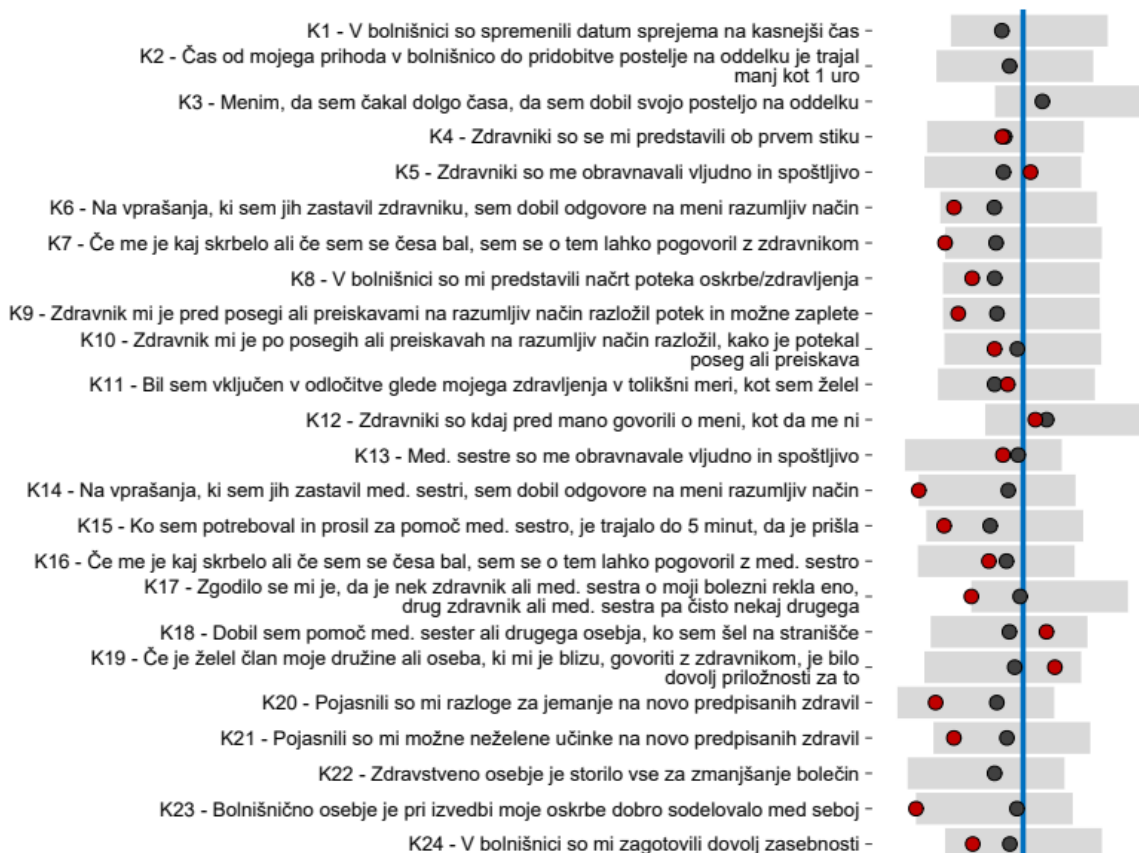 K1 - V bolnišnici so spremenili datum sprejema na kasnejši čas
K2 - Čas od mojega prihoda v bolnišnico do pridobitve postelje na oddelku je trajal
manj kot 1 uro
K3 - Menim, da sem čakal dolgo časa, da sem dobil svojo posteljo na oddelku
K4 - Zdravniki so se mi predstavili ob prvem stiku
K5 - Zdravniki so me obravnavali vljudno in spoštljivo
K6 - Na vprašanja, ki sem jih zastavil zdravniku, sem dobil odgovore na meni razumljiv način
K7 - Če me je kaj skrbelo ali če sem se česa bal, sem se o tem lahko pogovoril z zdravnikom
K8 - V bolnišnici so mi predstavili načrt poteka oskrbe/zdravljenja
K9 - Zdravnik mi je pred posegi ali preiskavami na razumljiv način razložil potek in možne zaplete
K10 - Zdravnik mi je po posegih ali preiskavah na razumljiv način razložil, kako je potekal
poseg ali preiskava
K11 - Bil sem vključen v odločitve glede mojega zdravljenja v tolikšni meri, kot sem želel
K12 - Zdravniki so kdaj pred mano govorili o meni, kot da me ni
K13 - Med. sestre so me obravnavale vljudno in spoštljivo
K14 - Na vprašanja, ki sem jih zastavil med. sestri, sem dobil odgovore na meni razumljiv način
K15 - Ko sem potreboval in prosil za pomoč med. sestro, je trajalo do 5 minut, da je prišla
K16 - Če me je kaj skrbelo ali če sem se česa bal, sem se o tem lahko pogovoril z med. sestro
K17 - Zgodilo se mi je, da je nek zdravnik ali med. sestra o moji bolezni rekla eno,
drug zdravnik ali med. sestra pa čisto nekaj drugega
K18 - Dobil sem pomoč med. sester ali drugega osebja, ko sem šel na stranišče
K19 - Če je želel član moje družine ali oseba, ki mi je blizu, govoriti z zdravnikom, je bilo
dovolj priložnosti za to
K20 - Pojasnili so mi razloge za jemanje na novo predpisanih zdravil
K21 - Pojasnili so mi možne neželene učinke na novo predpisanih zdravil
K22 - Zdravstveno osebje je storilo vse za zmanjšanje bolečin
K23 - Bolnišnično osebje je pri izvedbi moje oskrbe dobro sodelovalo med seboj
K24 - V bolnišnici so mi zagotovili dovolj zasebnosti